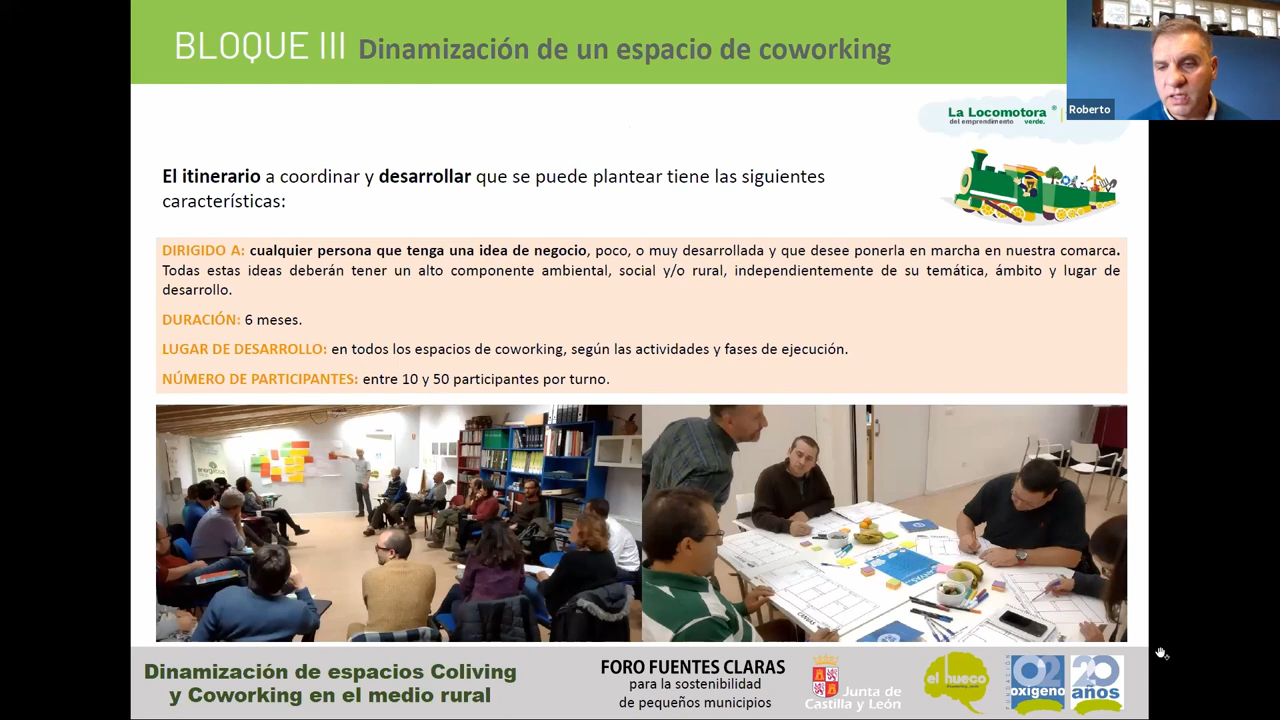 BLOQUE III Dinamización de un espacio de coworking
Roberto
La Locomotora ®
del emprendimiento verde.
El itinerario a coordinar y desarrollar que se puede plantear tiene las siguientes
características:
DIRIGIDO A: cualquier persona que tenga una idea de negocio, poco, o muy desarrollada y que desee ponerla en marcha en nuestra comarca.
Todas estas ideas deberán tener un alto componente ambiental, social y/o rural, independientemente de su temática, ámbito y lugar de
desarrollo.
DURACIÓN: 6 meses.
LUGAR DE DESARROLLO: en todos los espacios de coworking, según las actividades y fases de ejecución.
NÚMERO DE PARTICIPANTES: entre 10 y 50 participantes por turno.
CANVAS
Dinamización de espacios Coliving
y Coworking en el medio rural
FORO FUENTES CLARAS
para la sostenibilidad
de pequeños municipios
Junta de
Castilla y León
el hueco
FUNDACIÓN
O2
oxígeno
20
años